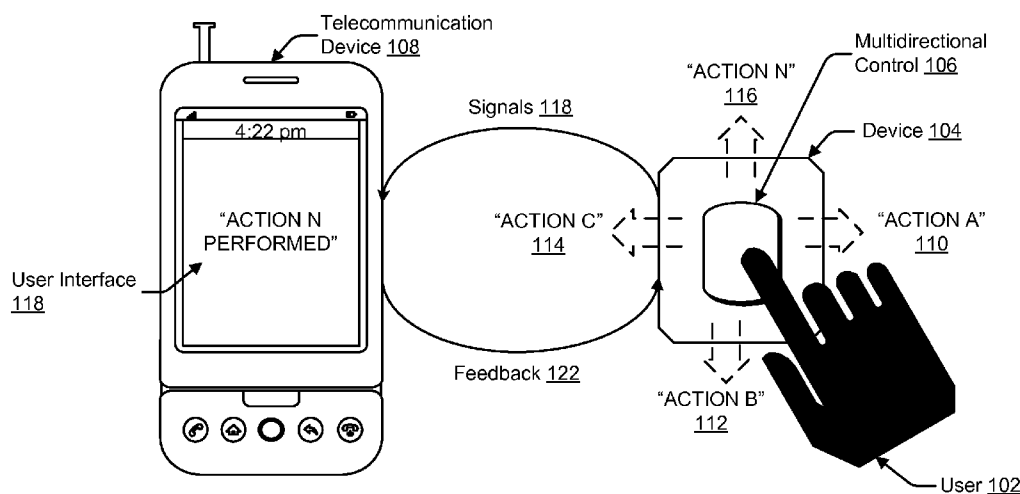 Telecommunication
Device 108
4:22 pm
"ACTION N
PERFORMED"
User Interface
118
Signals 118
Feedback 122
Multidirectional
Control 106
"ACTION N"
116
Device 104
"ACTION C"
114
"ACTION A"
110
"ACTION B"
112
User 102